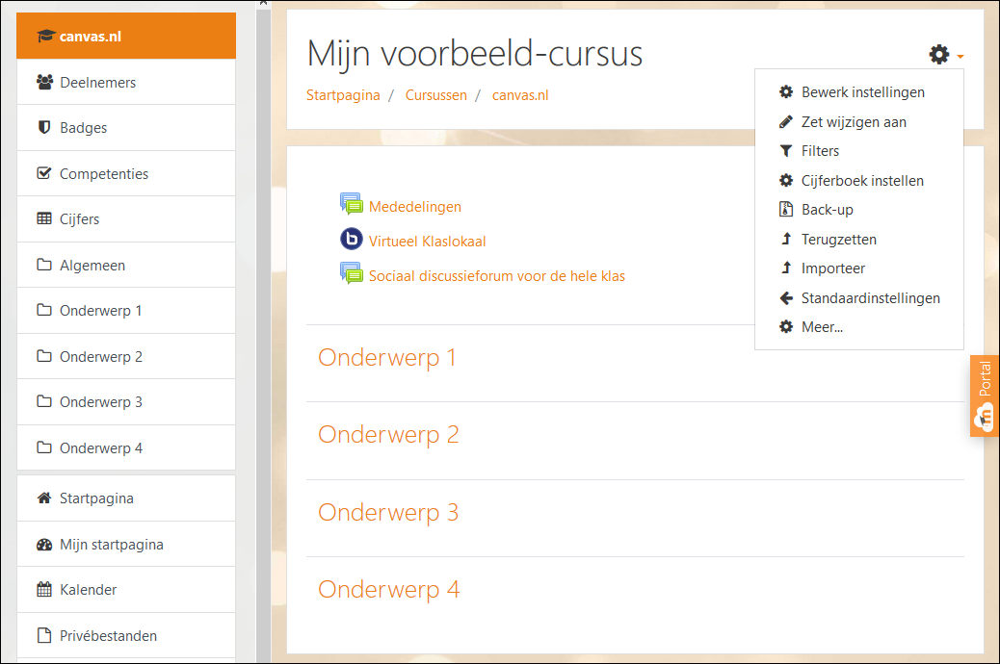 canvas.nl
Deelnemers
Badges
Competenties
Cijfers
Algemeen
Onderwerp 1
Onderwerp 2
Onderwerp 3
Onderwerp 4
Startpagina
Mijn startpagina
Kalender
Privébestanden
Mijn voorbeeld-cursus
Startpagina / Cursussen / canvas.nl
Bewerk instellingen
Zet wijzigen aan
Filters
Cijferboek instellen
Back-up
Terugzetten
Importeer
Standaardinstellingen
Meer...
Mededelingen
Virtueel Klaslokaal
Sociaal discussieforum voor de hele klas
Onderwerp 1
Onderwerp 2
Onderwerp 3
Onderwerp 4
Portal